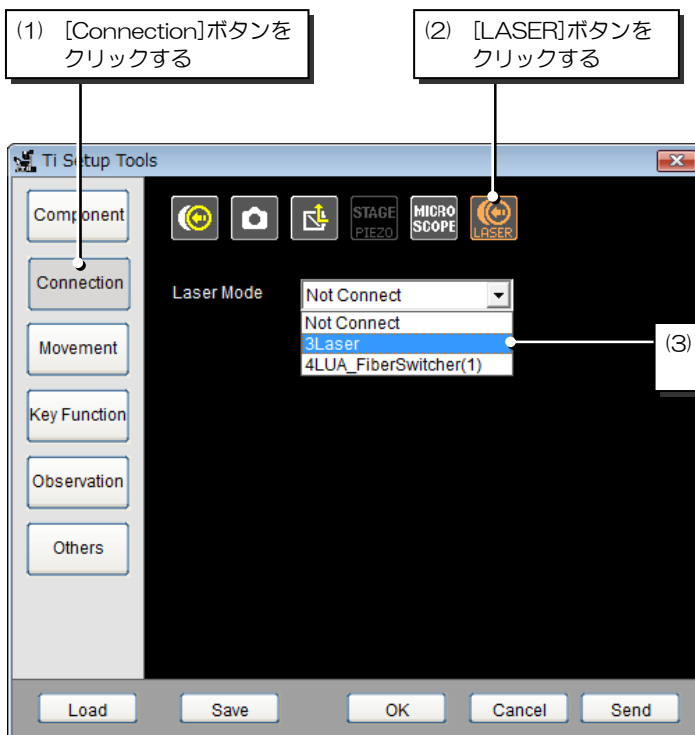 (1) [Connection]ボタンを
クリックする
(2) [LASER]ボタンを
クリックする
Ti Setup Tools
Component
STAGE
PIEZO
MICRO
SCOPE
LASER
Connection
Laser Mode
Not Connect
Not Connect
3Laser
4LUA_FiberSwitcher(1)
(3)
Movement
Key Function
Observation
Others
Load
Save
OK
Cancel
Send